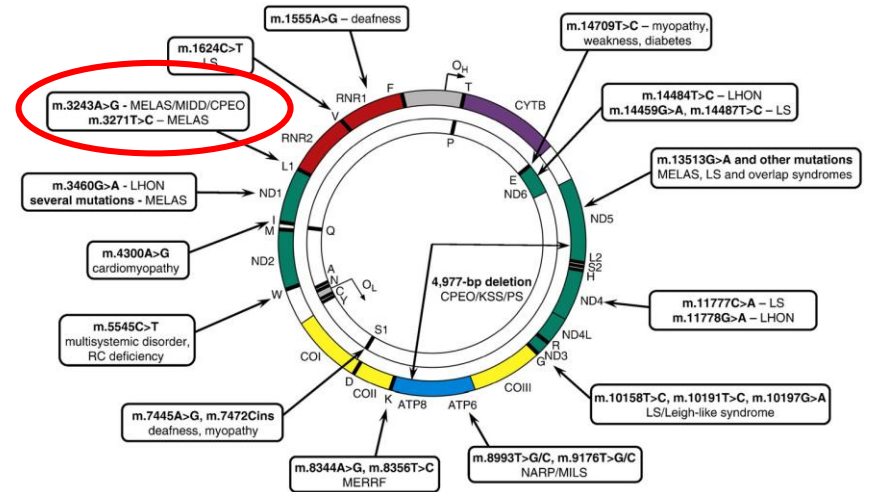 m.1555A>G – deafness
m.14709T>C – myopathy,
weakness, diabetes
m.1624C>T
LS
m.3243A>G - MELAS/MIDD/CPEO
m.3271T>C – MELAS
m.14484T>C – LHON
m.14459G>A, m.14487T>C – LS
m.13513G>A and other mutations
MELAS, LS and overlap syndromes
m.3460G>A - LHON
several mutations - MELAS
m.4300A>G
cardiomyopathy
4,977-bp deletion
CPEO/KSS/PS
m.11777C>A – LS
m.11778G>A – LHON
m.5545C>T
multisystemic disorder,
RC deficiency
m.10158T>C, m.10191T>C, m.10197G>A
LS/Leigh-like syndrome
m.7445A>G, m.7472Cins
deafness, myopathy
m.8344A>G, m.8356T>C
MERRF
m.8993T>G/C, m.9176T>G/C
NARP/MILS
OH
F
T
RNR1
V
RNR2
L1
ND1
I
M
ND2
W
COI
D
COII
K
ATP8
ATP6
COIII
G
ND3
R
ND4L
ND4
H
S2
L2
ND5
CYTB
P
E
ND6
Q
A
N
C
Y
OL
S1